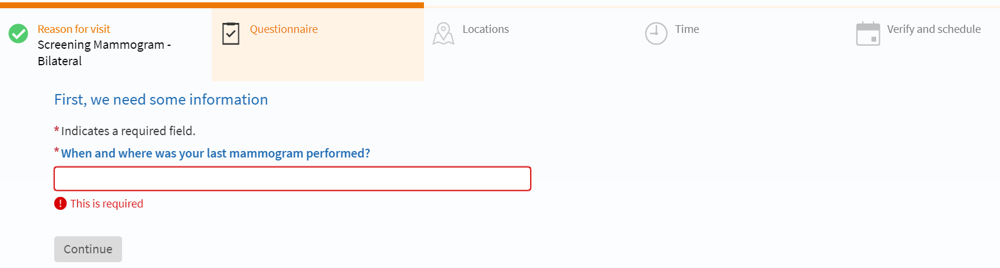 Reason for visit
Screening Mammogram -
Bilateral
Questionnaire
Locations
Time
Verify and schedule
First, we need some information
*Indicates a required field.
*When and where was your last mammogram performed?
! This is required
Continue